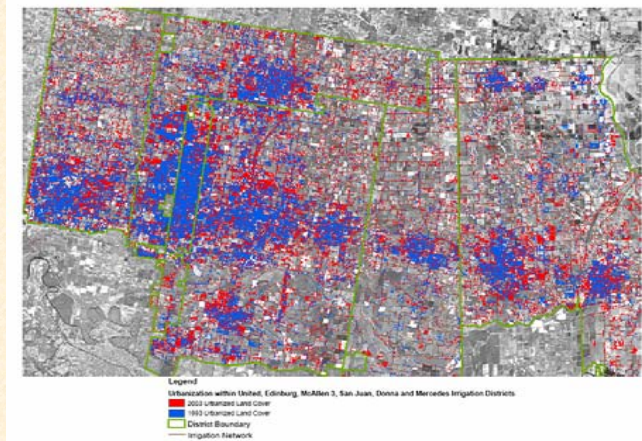 Legend
Urbanization within United, Edinburg, McAllen 3, San Juan, Donna and Mercedes Irrigation Districts
2003 Urbanized Land Cover
1993 Urbanized Land Cover
District Boundary
Irrigation Network